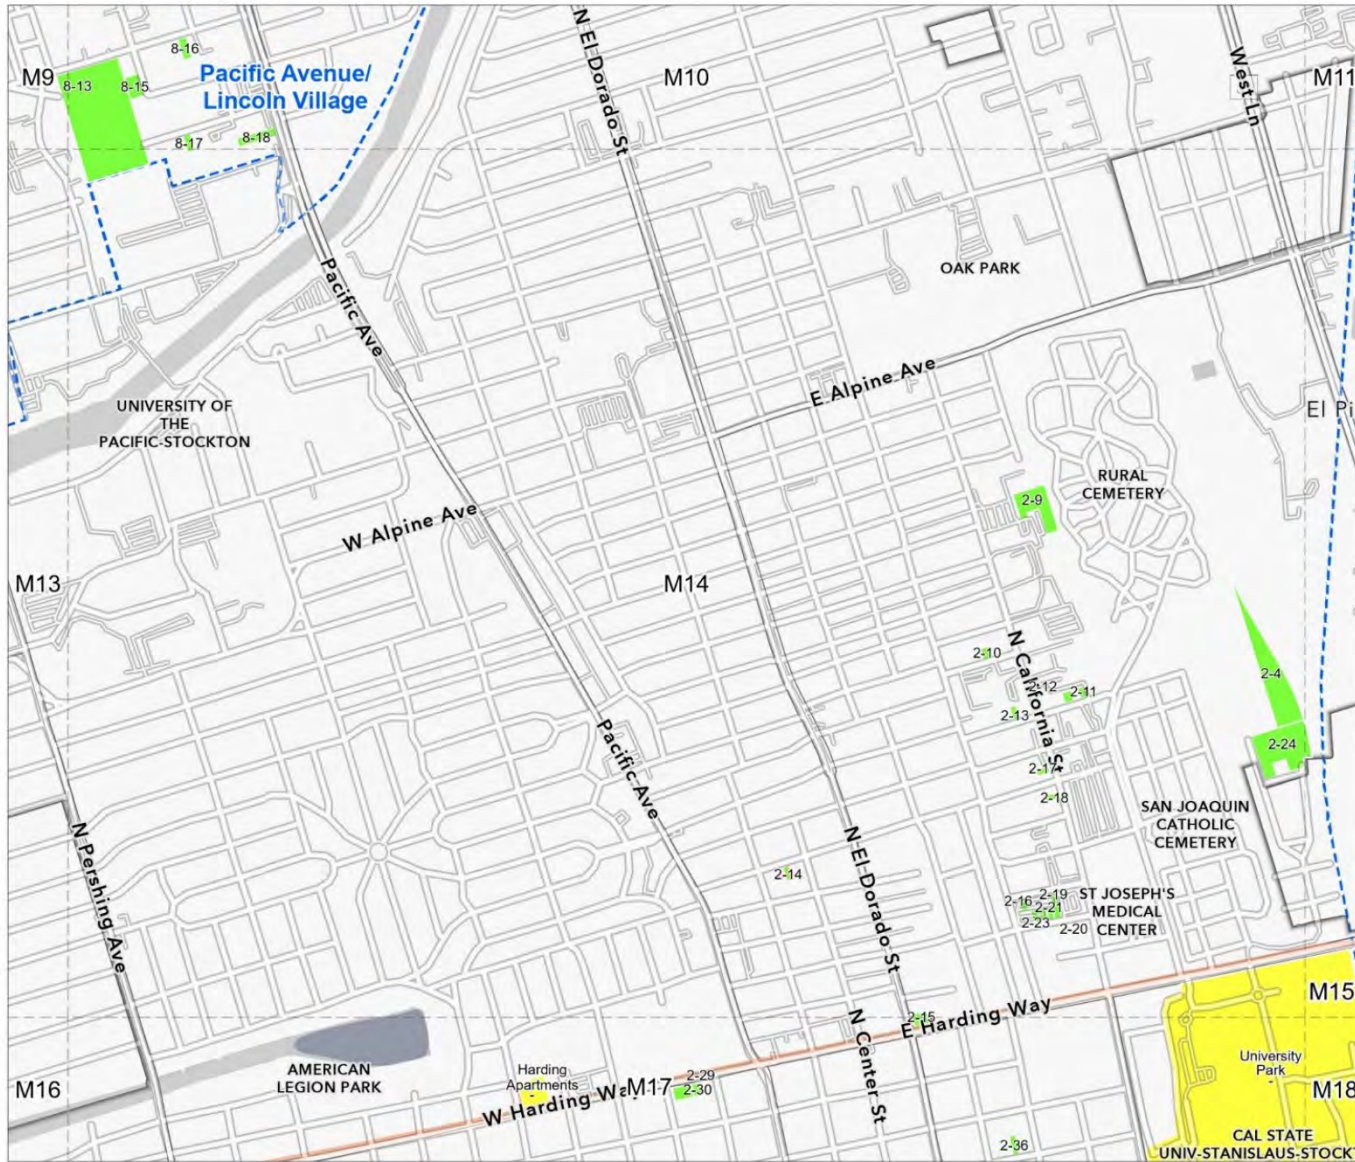 N El Dorado St
8-16
M9
8-13
8-15
Pacific Avenue/
Lincoln Village
M10
West Ln
M11
8-17
8-18
Pacific Ave
OAK PARK
E Alpine Ave
UNIVERSITY OF
THE
PACIFIC-STOCKTON
El Pi
RURAL
CEMETERY
2-9
W Alpine Ave
M13
M14
N California St
2-10
2-4
2-12
2-11
2-13
Pacific Ave
2-24
2-17
2-18
SAN JOAQUIN
CATHOLIC
CEMETERY
N Pershing Ave
N El Dorado St
2-14
2-16
2-19
2-21
2-23
2-20
ST JOSEPH'S
MEDICAL
CENTER
M15
2-15
E Harding Way
N Center St
AMERICAN
LEGION PARK
Harding
Apartments
University
Park
M16
2-29
M17
2-30
M18
W Harding Way
2-36
CAL STATE
UNIV-STANISLAUS-STOCKT